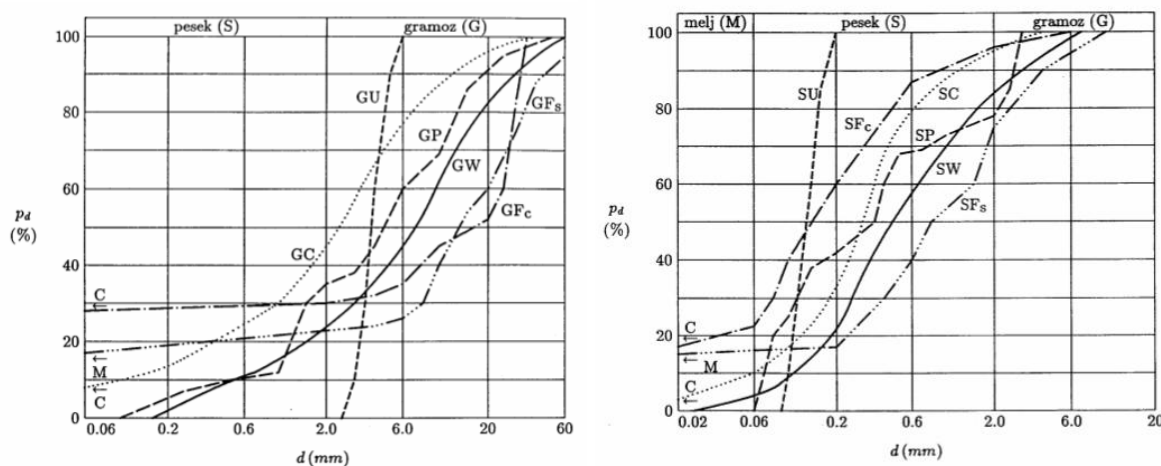 pesek (S) gramoz (G)
100
80
60
40
20
0
p_d
(%)
GU
GF_s
GP
GW
GF_c
GC
C
←
←
M
←
C
0.06 0.2 0.6 2.0 6.0 20 60
d (mm)
melj (M) pesek (S) gramoz (G)
100
80
60
40
20
0
p_d
(%)
SU
SC
SF_c
SP
SW
SF_s
C
←
←
M
C
←
0.02 0.06 0.2 0.6 2.0 6.0 20
d (mm)